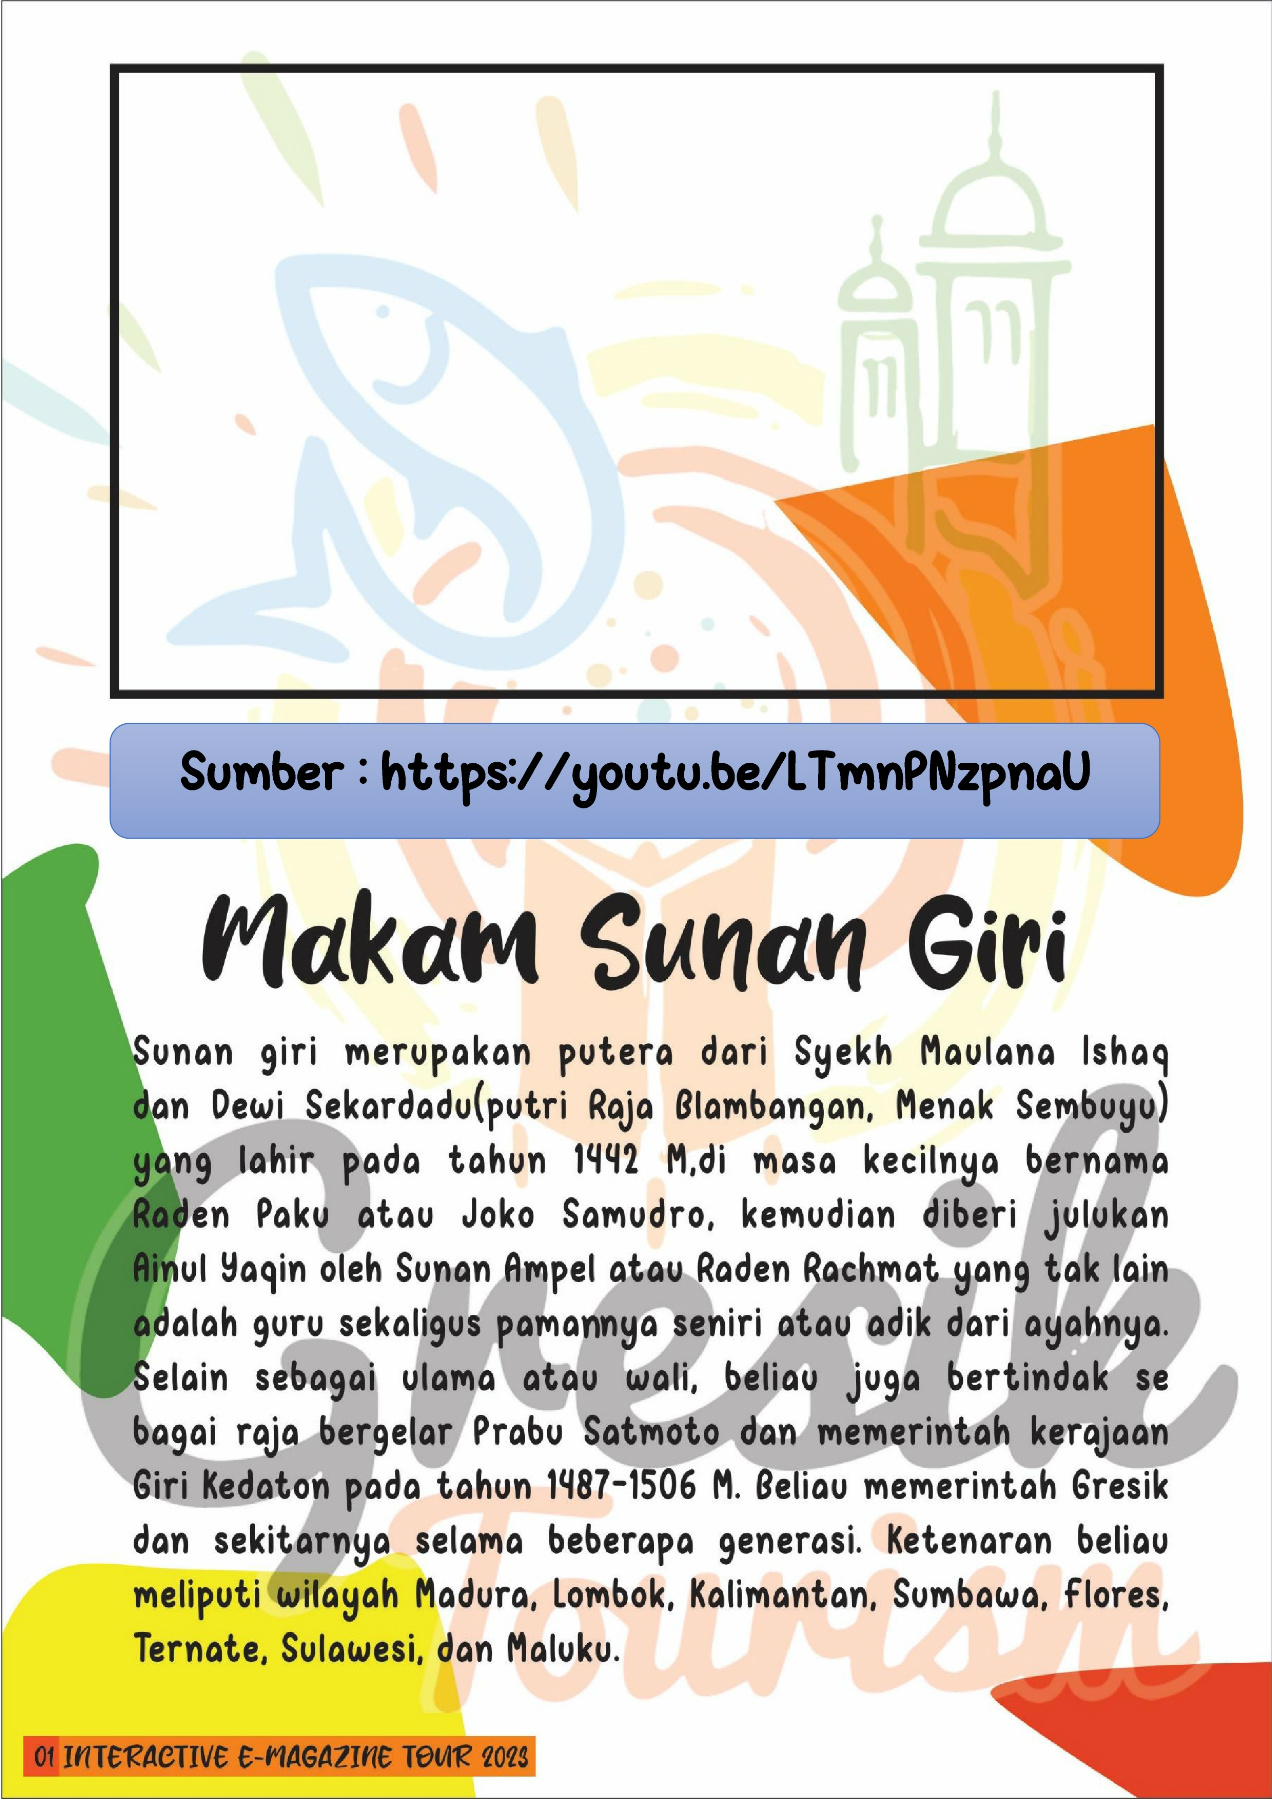 Sumber : https://youtu.be/LTmnPNzpnaU
Makam Sunan Giri
Sunan giri merupakan putera dari Syekh Maulana Ishaq
dan Dewi Sekardadu(putri Raja Blambangan, Menak Sembuyu)
yang lahir pada tahun 1442 M,di masa kecilnya bernama
Raden Paku atau Joko Samudro, kemudian diberi julukan
Ainul Yaqin oleh Sunan Ampel atau Raden Rachmat yang tak lain
adalah guru sekaligus pamannya seniri atau adik dari ayahnya.
Selain sebagai ulama atau wali, beliau juga bertindak se
bagai raja bergelar Prabu Satmoto dan memerintah kerajaan
Giri Kedaton pada tahun 1487-1506 M. Beliau memerintah Gresik
dan sekitarnya selama beberapa generasi. Ketenaran beliau
meliputi wilayah Madura, Lombok, Kalimantan, Sumbawa, Flores,
Ternate, Sulawesi, dan Maluku.
Gresik
Tourism
01 INTERACTIVE E-MAGAZINE TOUR 2023